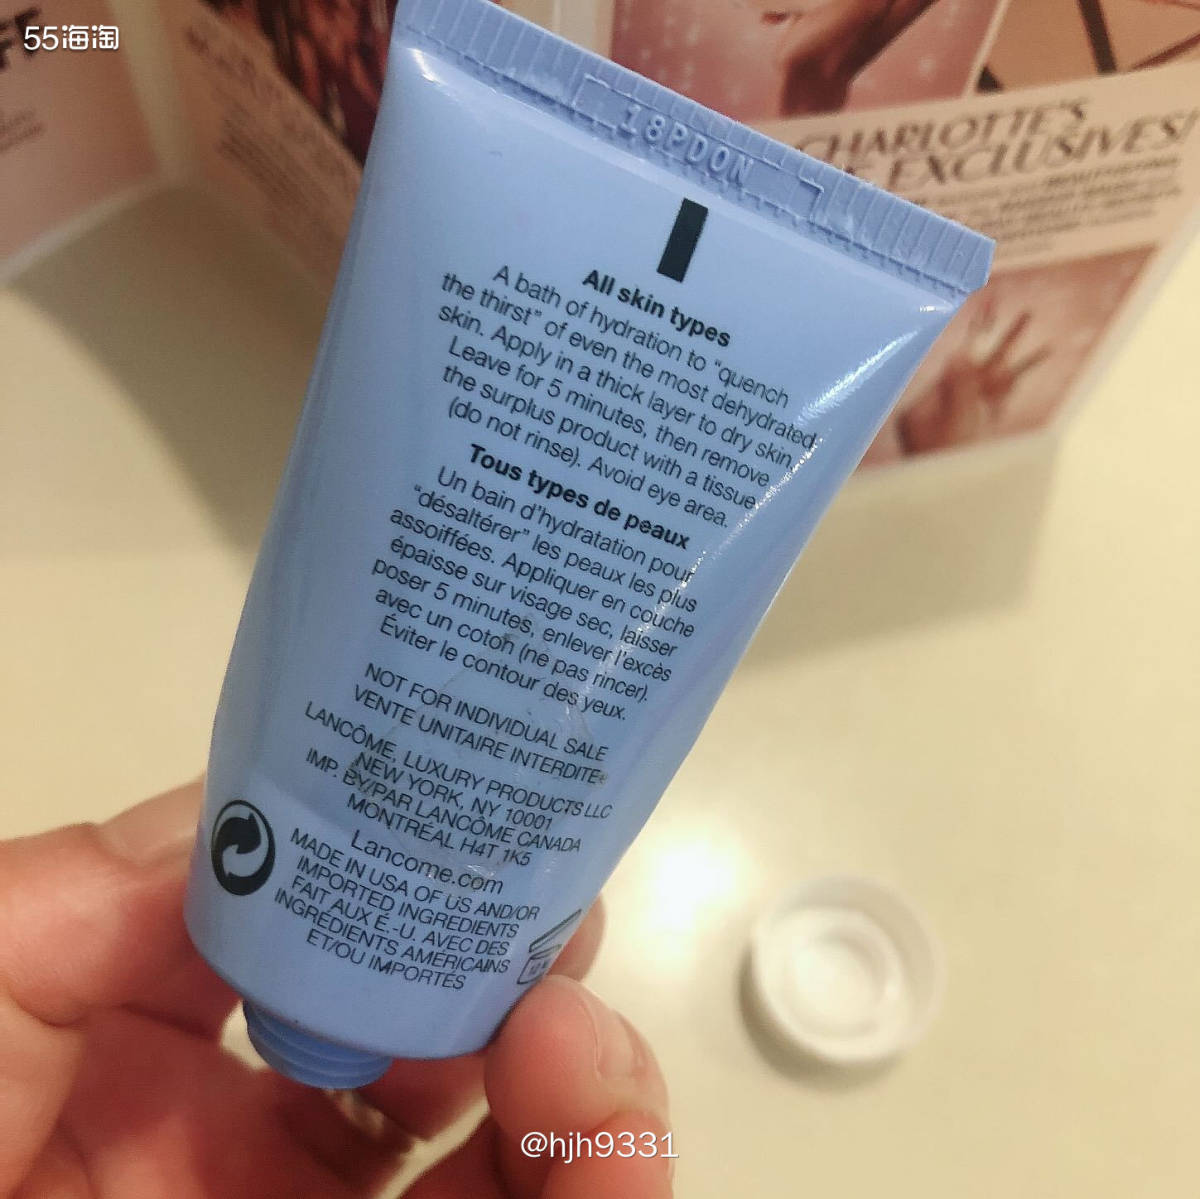 55海淘
CHARLOTTE'S
EXCLUSIVES!
18PDON
All skin types
A bath of hydration to "quench
the thirst" of even the most dehydrated
skin. Apply in a thick layer to dry skin.
Leave for 5 minutes, then remove
the surplus product with a tissue
(do not rinse). Avoid eye area.
Tous types de peaux
Un bain d'hydratation pour
"désaltérer" les peaux les plus
assoiffées. Appliquer en couche
épaisse sur visage sec, laisser
poser 5 minutes, enlever l'excès
avec un coton (ne pas rincer).
Éviter le contour des yeux.
NOT FOR INDIVIDUAL SALE
VENTE UNITAIRE INTERDITE
LANCÔME, LUXURY PRODUCTS LLC
NEW YORK, NY 10001
IMP. BY/PAR LANCÔME CANADA
MONTRÉAL H4T 1K5
Lancome.com
MADE IN USA OF US AND/OR
IMPORTED INGREDIENTS
FAIT AUX É.-U. AVEC DES
INGRÉDIENTS AMÉRICAINS
ET/OU IMPORTÉS
@hjh9331